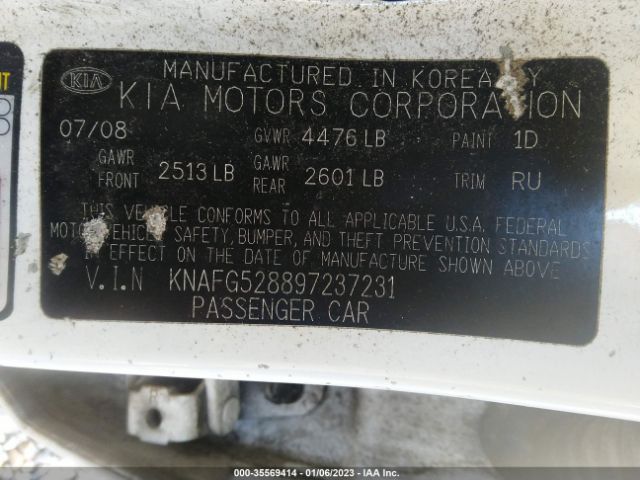 KIA
MANUFACTURED IN KOREA BY
KIA MOTORS CORPORATION
07/08 GVWR 4476 LB PAINT 1D
GAWR FRONT 2513 LB GAWR REAR 2601 LB TRIM RU
THIS VEHICLE CONFORMS TO ALL APPLICABLE U.S.A. FEDERAL
MOTOR VEHICLE SAFETY, BUMPER, AND THEFT PREVENTION STANDARDS
IN EFFECT ON THE DATE OF MANUFACTURE SHOWN ABOVE
V.I.N KNAFG528897237231
PASSENGER CAR
000-35569414 - 01/06/2023 - IAA Inc.